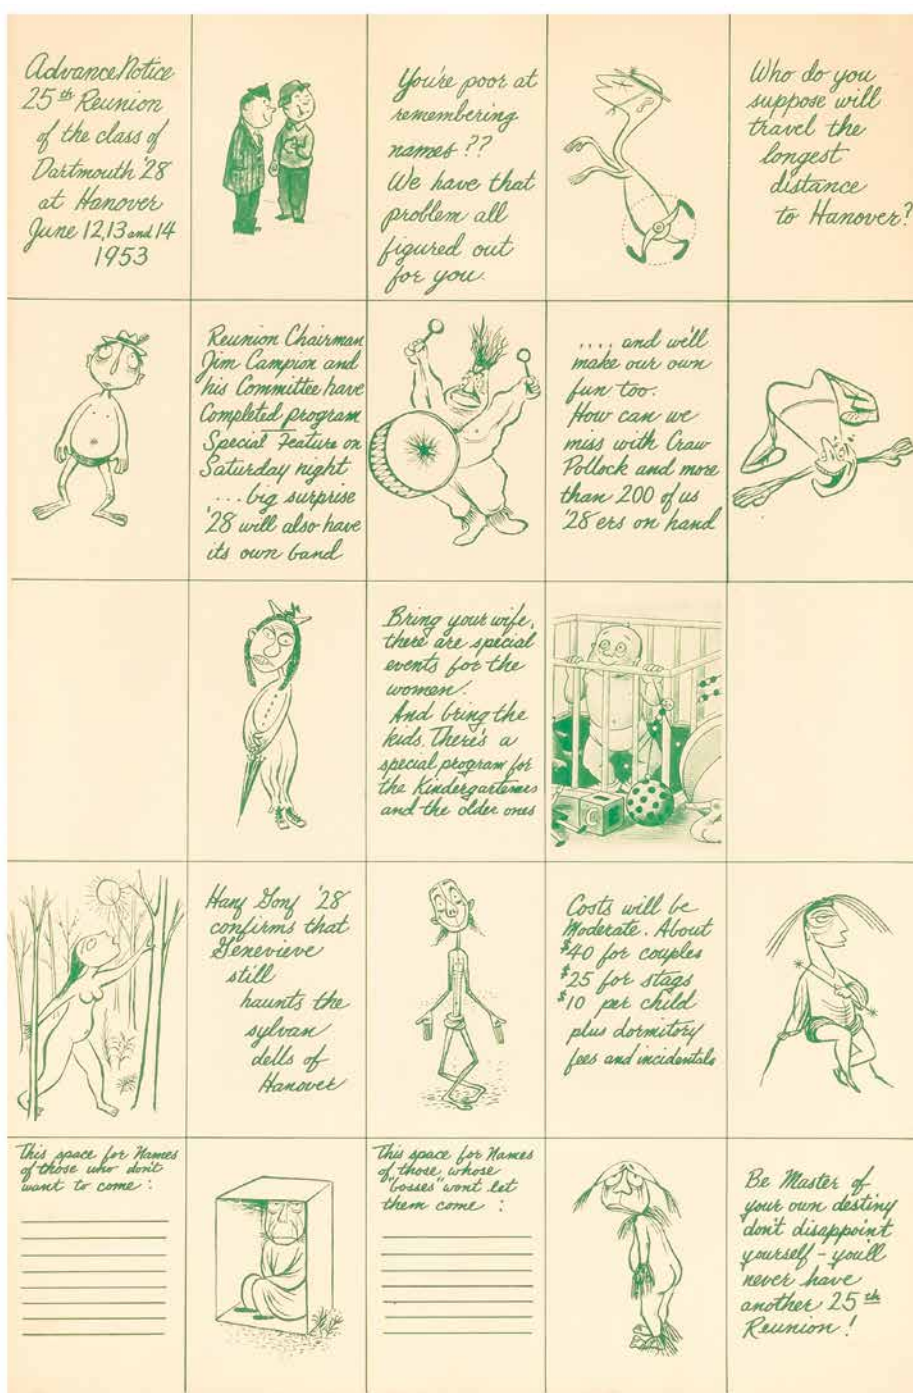 Advance Notice
25th Reunion
of the class of
Dartmouth '28
at Hanover
June 12, 13 and 14
1953
You're poor at
remembering
names??
We have that
problem all
figured out
for you.
Who do you
suppose will
travel the
longest
distance
to Hanover?
Reunion Chairman
Jim Campion and
his Committee have
Completed program
Special Feature on
Saturday night
... big surprise
'28 will also have
its own band
.... and we'll
make our own
fun too.
How can we
miss with Craw
Pollock and more
than 200 of us
'28 ers on hand
Bring your wife,
there are special
events for the
women.
And bring the
kids. There's a
special program for
the Kindergarteners
and the older ones
C
'28
confirms that
Genevieve
still
haunts the
sylvan
dells of
Hanover
Costs will be
Moderate. About
$40 for couples
$25 for stags
$10 per child
plus dormitory
fees and incidentals
This space for Names
of those who don't
want to come:
This space for Names
of those, whose
"bosses" wont let
them come :
Be Master of
your own destiny
don't disappoint
yourself - you'll
never have
another 25th
Reunion!